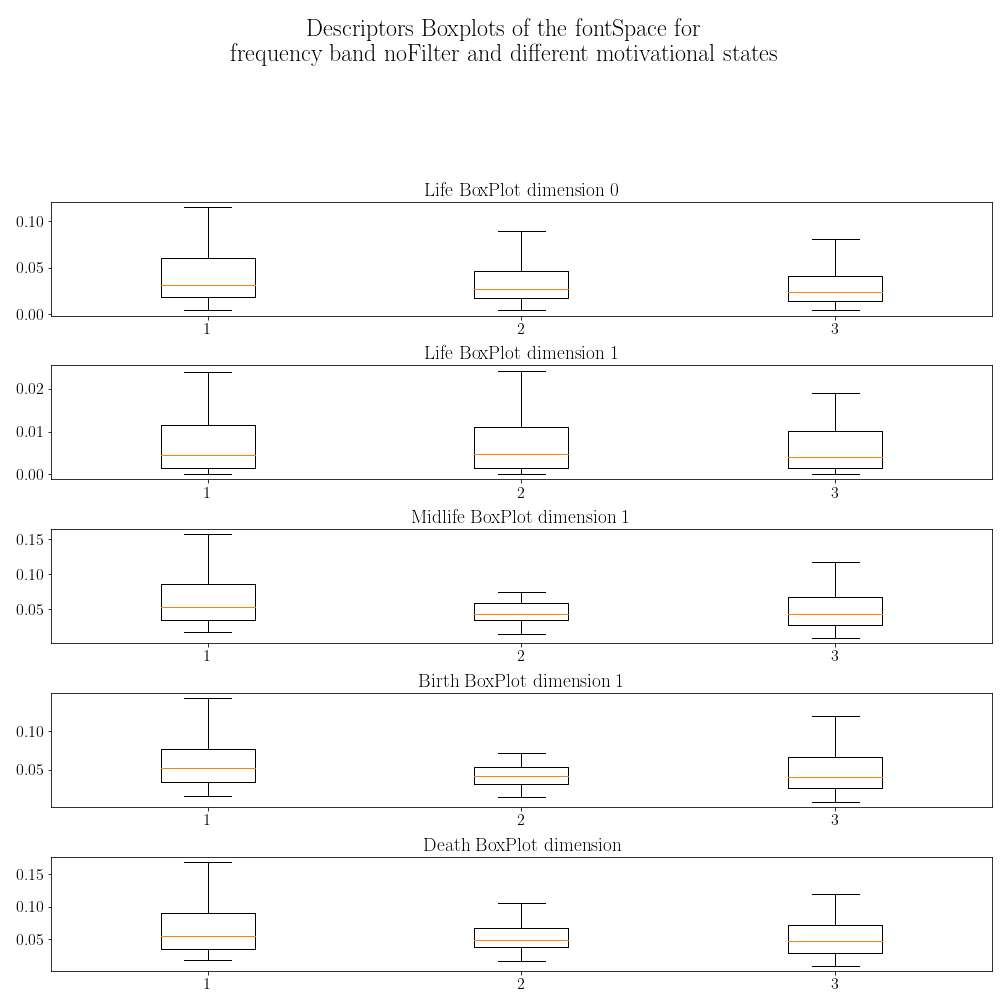 Descriptors Boxplots of the fontSpace for
frequency band noFilter and different motivational states
Life BoxPlot dimension 0
0.10
0.05
0.00
1 2 3
Life BoxPlot dimension 1
0.02
0.01
0.00
1 2 3
Midlife BoxPlot dimension 1
0.15
0.10
0.05
1 2 3
Birth BoxPlot dimension 1
0.10
0.05
1 2 3
Death BoxPlot dimension
0.15
0.10
0.05
1 2 3